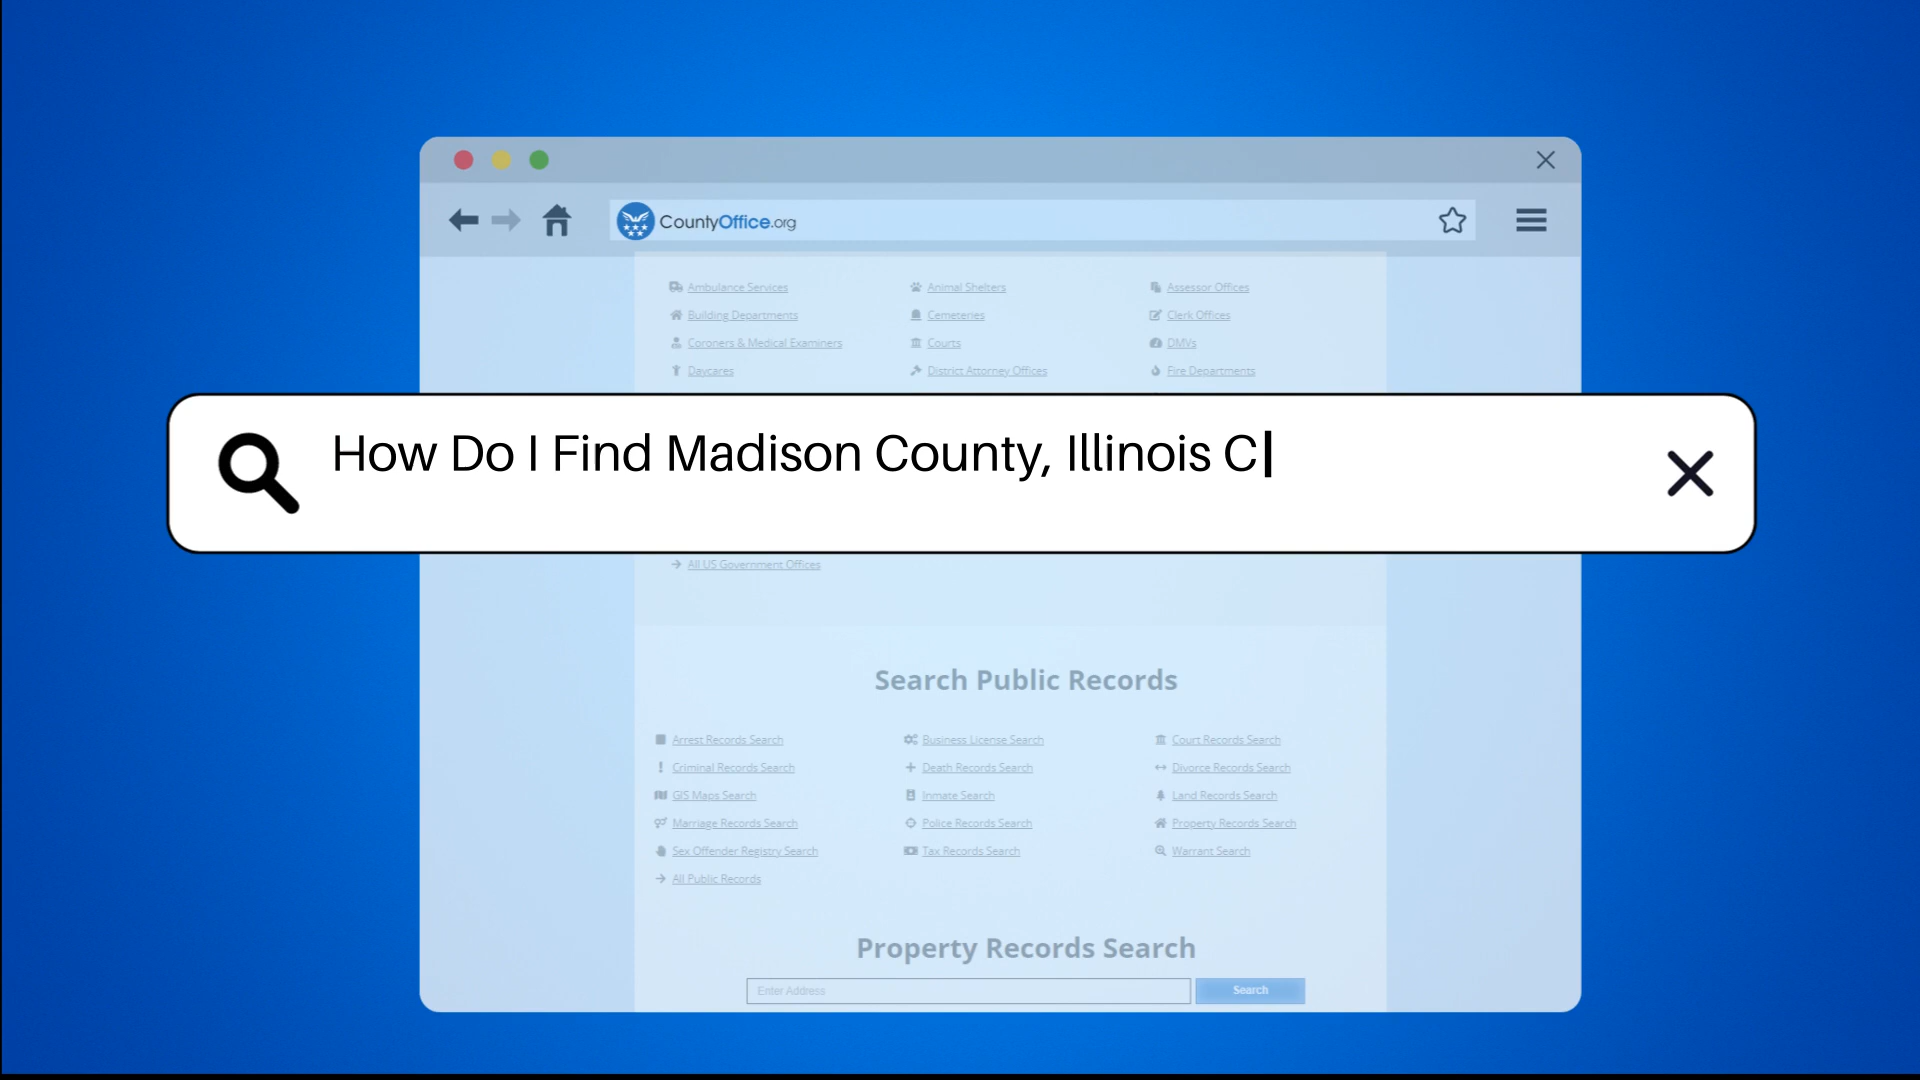 CountyOffice.org
Ambulance Services Animal Shelters Assessor Offices
Building Departments Cemeteries Clerk Offices
Coroners & Medical Examiners Courts DMVs
Daycares District Attorney Offices Fire Departments
How Do I Find Madison County, Illinois C
All US Government Offices
Search Public Records
Arrest Records Search Business License Search Court Records Search
Criminal Records Search Death Records Search Divorce Records Search
GIS Maps Search Inmate Search Land Records Search
Marriage Records Search Police Records Search Property Records Search
Sex Offender Registry Search Tax Records Search Warrant Search
All Public Records
Property Records Search
Enter Address Search